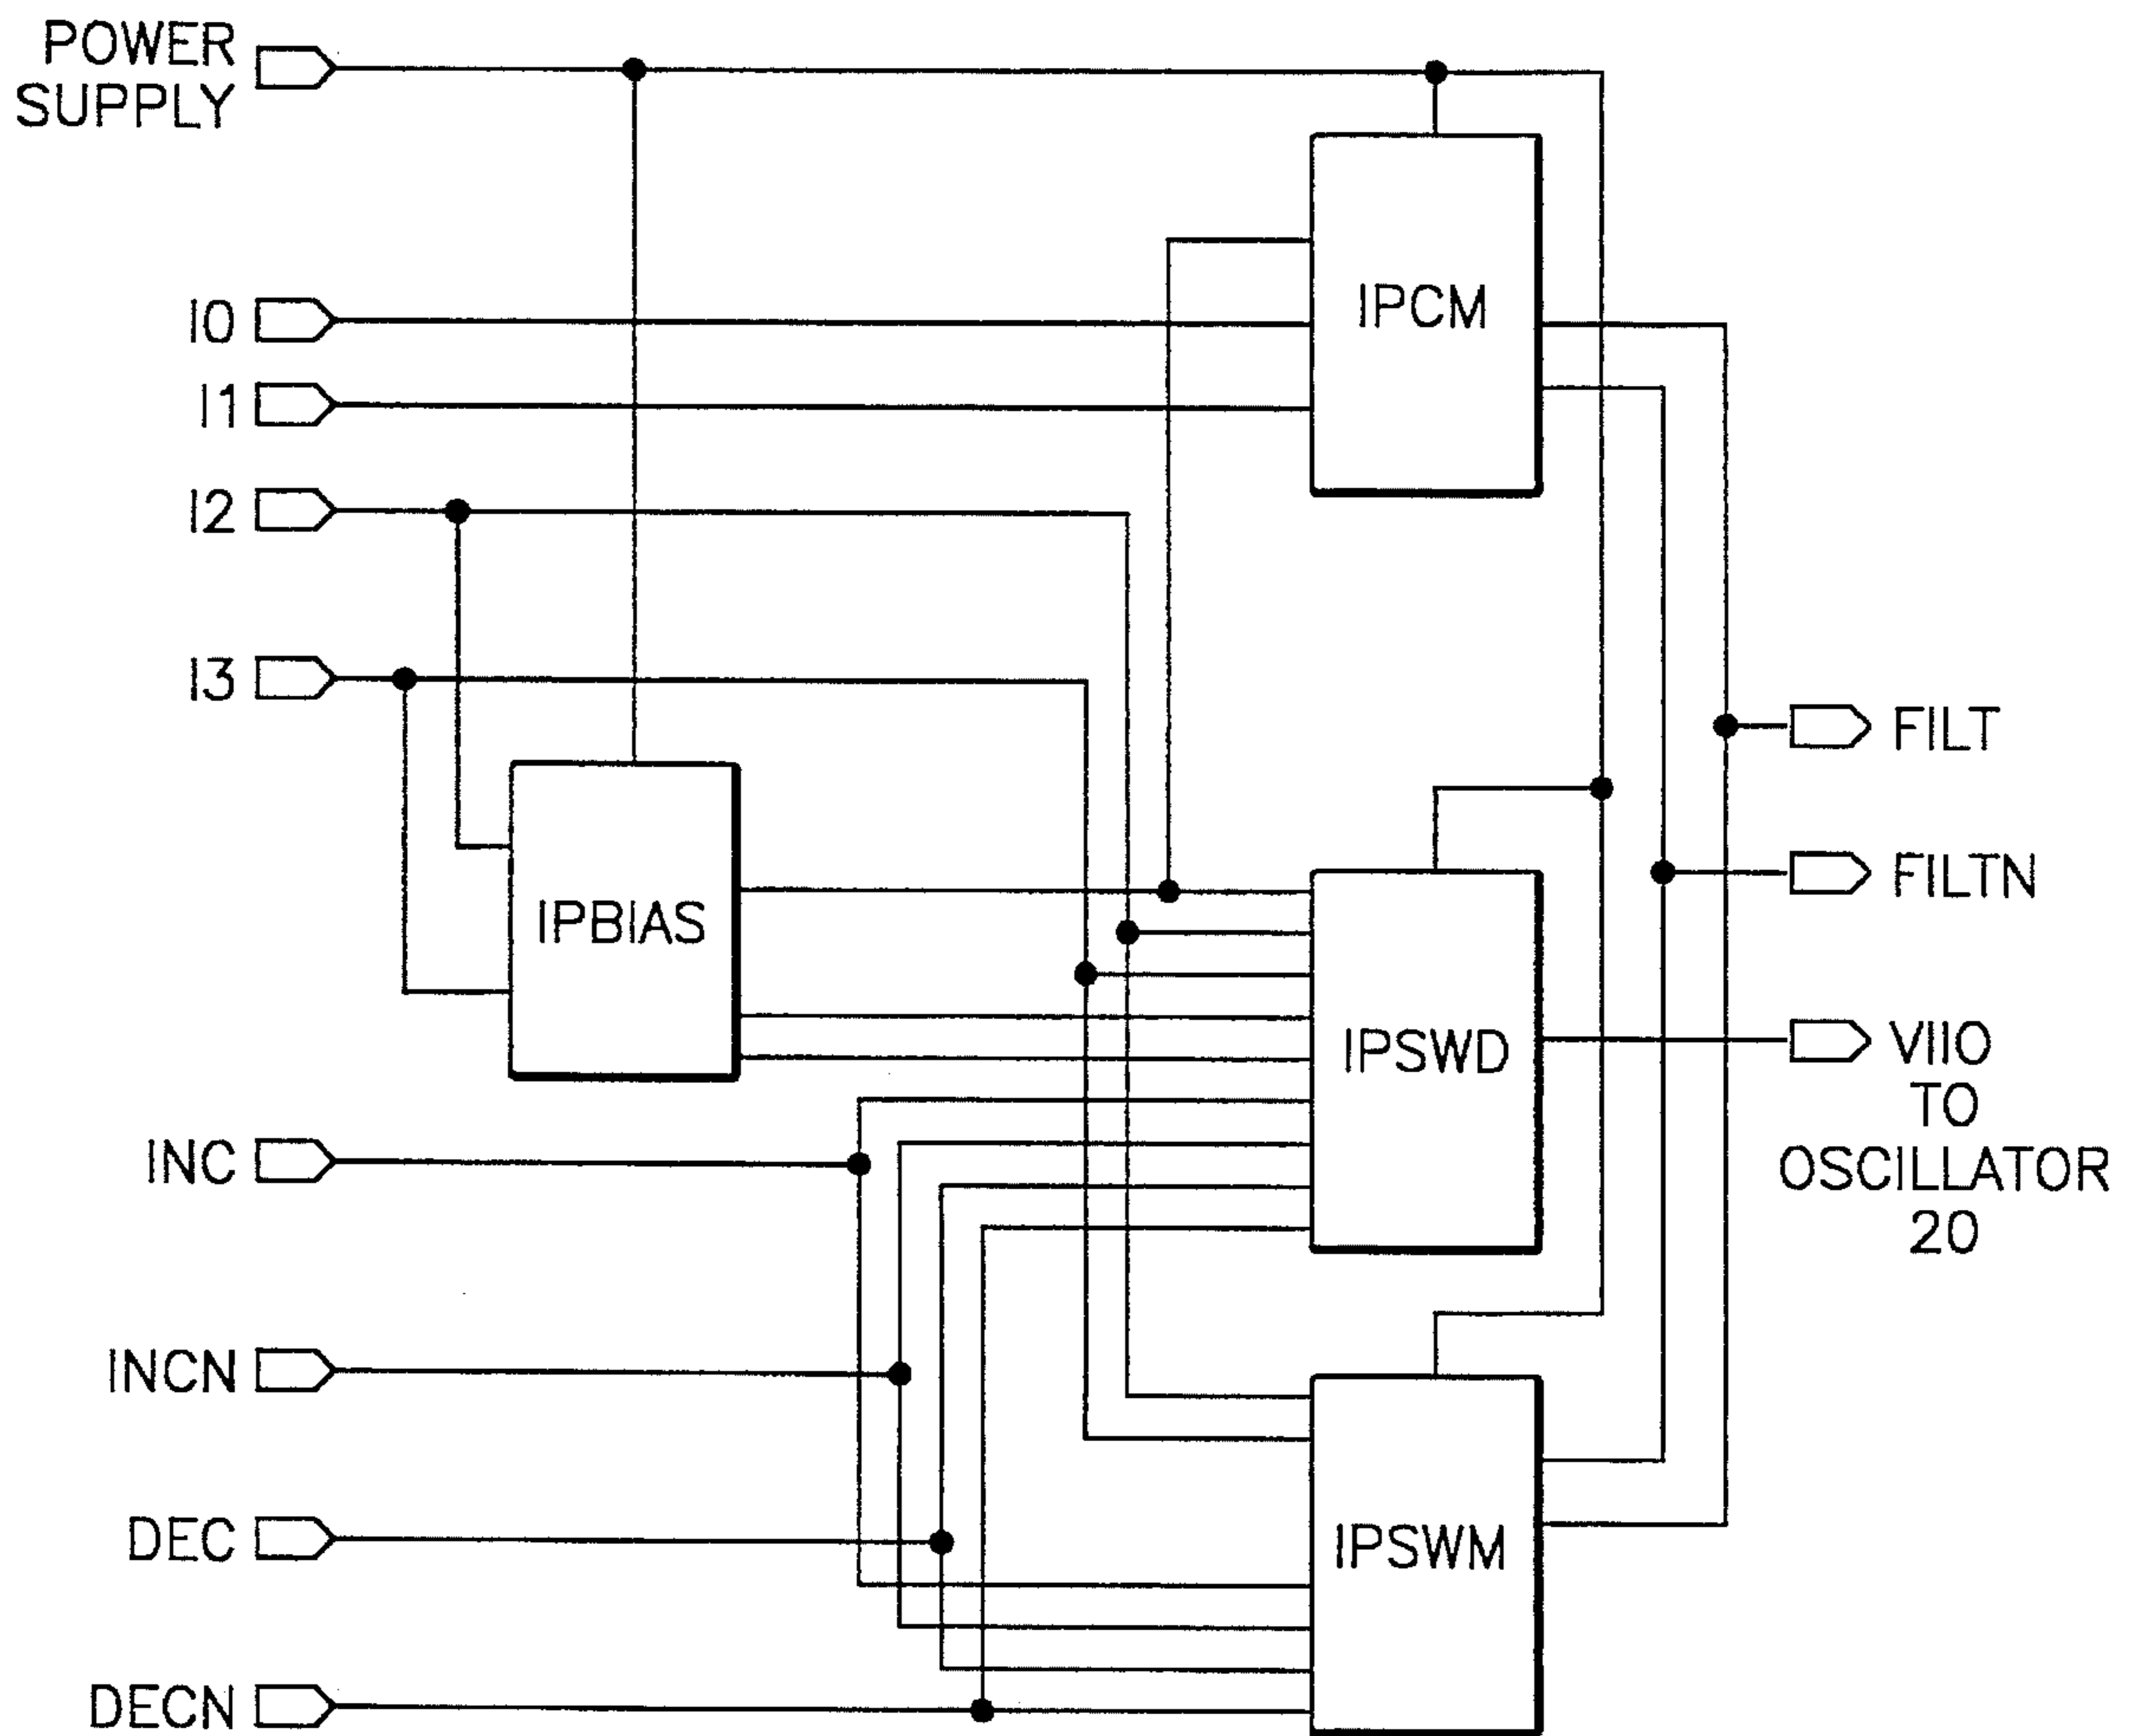 POWER
SUPPLY
I0
I1
I2
I3
INC
INCN
DEC
DECN
IPCM
IPBIAS
IPSWD
IPSWM
FILT
FILTN
VIIO
TO
OSCILLATOR
20